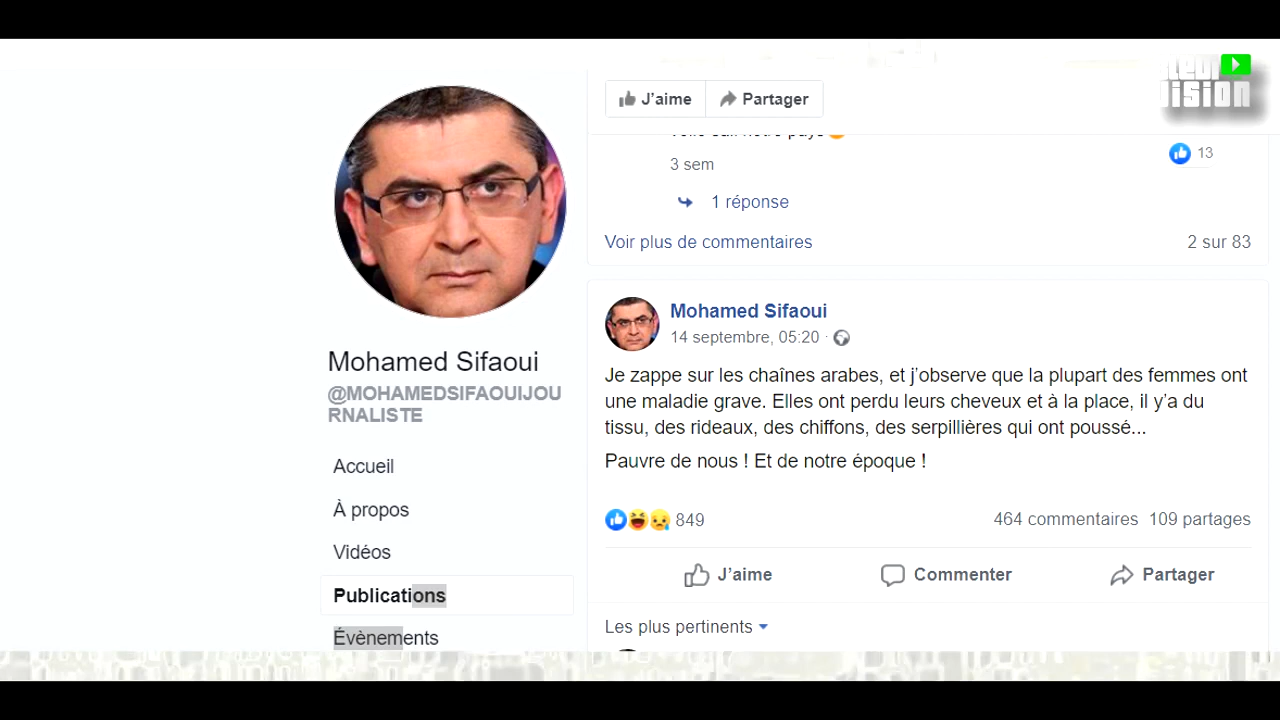 J'aime
Partager
3 sem
13
1 réponse
Voir plus de commentaires
2 sur 83
Mohamed Sifaoui
@MOHAMEDSIFAOUIJOU
RNALISTE
Accueil
À propos
Vidéos
Publications
Évènements
Mohamed Sifaoui
14 septembre, 05:20 ·
Je zappe sur les chaînes arabes, et j'observe que la plupart des femmes ont
une maladie grave. Elles ont perdu leurs cheveux et à la place, il y'a du
tissu, des rideaux, des chiffons, des serpillières qui ont poussé...
Pauvre de nous ! Et de notre époque !
849
464 commentaires 109 partages
J'aime
Commenter
Partager
Les plus pertinents